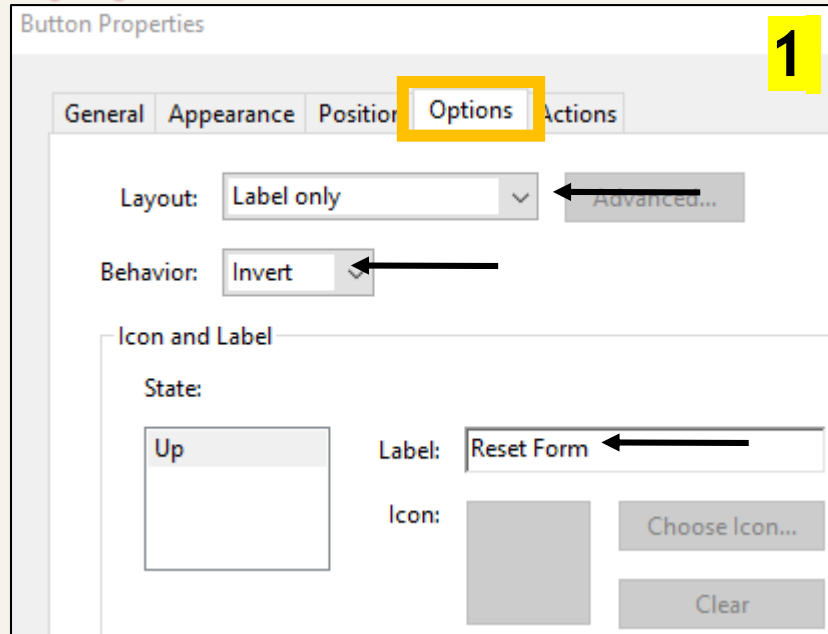 Button Properties
1
General Appearance Position Options Actions
Layout: Label only Advanced...
Behavior: Invert
Icon and Label
State:
Up Label: Reset Form
Icon: Choose Icon...
Clear